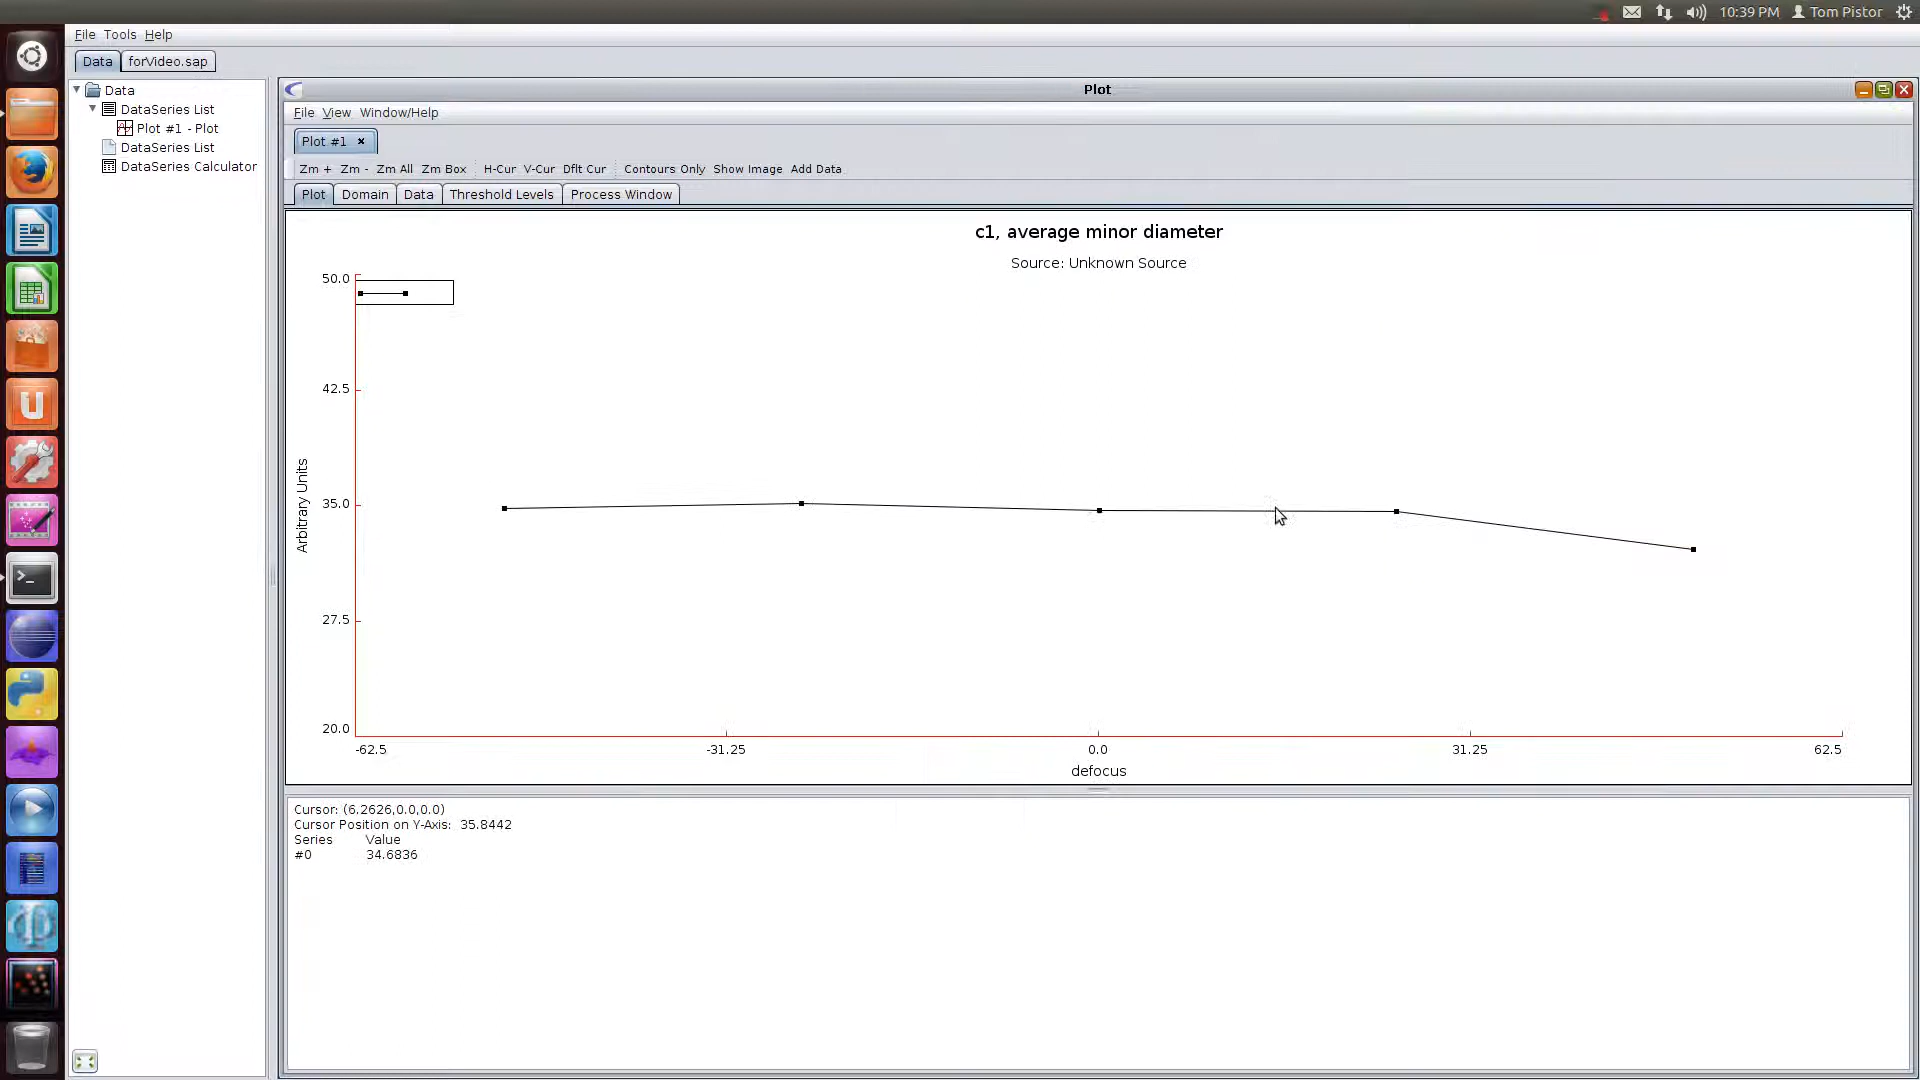 10:39 PM Tom Pistor
File Tools Help
Data forVideo.sap
Data
DataSeries List
Plot #1 - Plot
DataSeries List
DataSeries Calculator
Plot
File View Window/Help
Plot #1
Zm + Zm - Zm All Zm Box H-Cur V-Cur Dflt Cur Contours Only Show Image Add Data
Plot Domain Data Threshold Levels Process Window
c1, average minor diameter
Source: Unknown Source
50.0
42.5
35.0
27.5
20.0
Arbitrary Units
-62.5 -31.25 0.0 31.25 62.5
defocus
Cursor: (6.2626,0.0,0.0)
Cursor Position on Y-Axis: 35.8442
Series Value
#0 34.6836